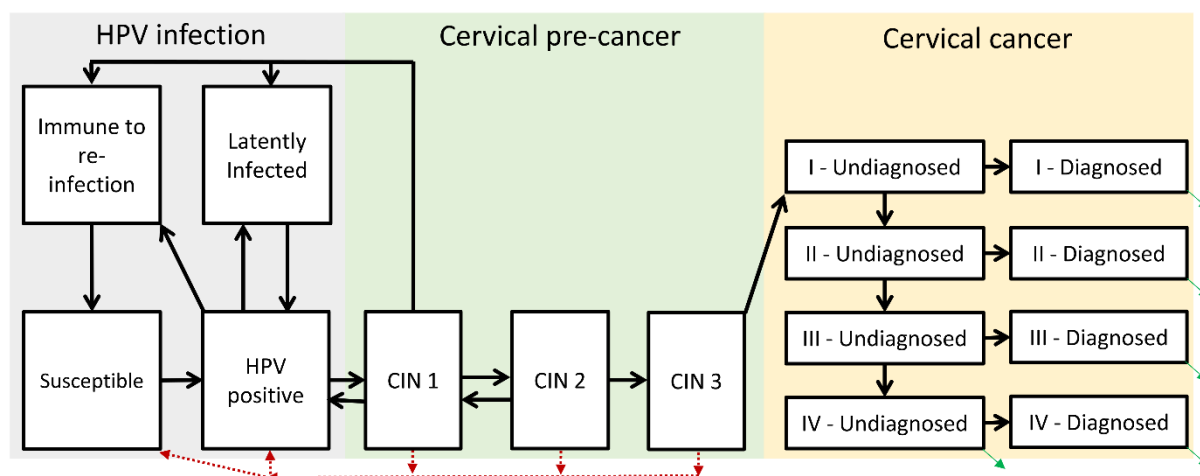 HPV infection
Cervical pre-cancer
Cervical cancer
Immune to
re-
infection
Latently
Infected
I - Undiagnosed
I - Diagnosed
II - Undiagnosed
II - Diagnosed
III - Undiagnosed
III - Diagnosed
IV - Undiagnosed
IV - Diagnosed
Susceptible
HPV
positive
CIN 1
CIN 2
CIN 3